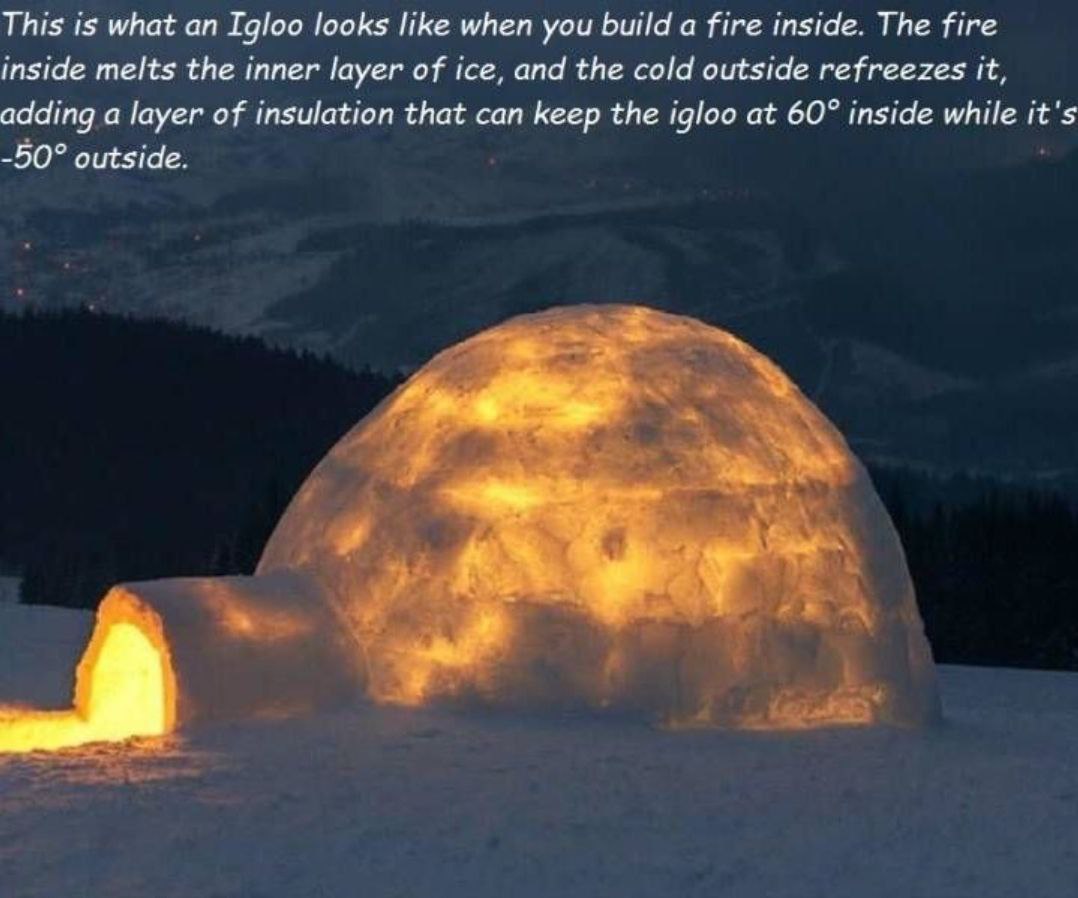 This is what an Igloo looks like when you build a fire inside. The fire
inside melts the inner layer of ice, and the cold outside refreezes it,
adding a layer of insulation that can keep the igloo at 60° inside while it's
-50° outside.